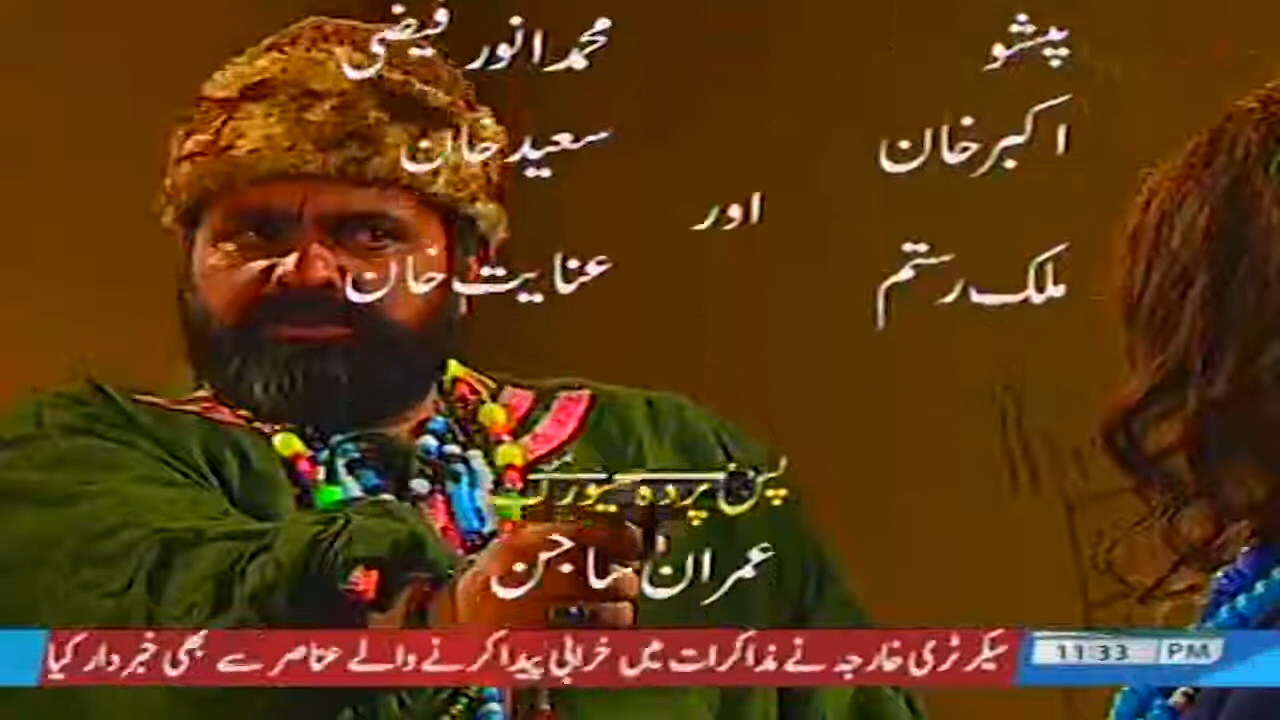 پیشو محمد انور فیضی
اکبر خان سعید خان
اور
ملک رستم عنایت خان
پس پردہ میوزک
عمران ساجن
سیکرٹری خارجہ نے مذاکرات میں خرابی پیدا کرنے والے عناصر سے بھی خبردار کیا
11:33 PM